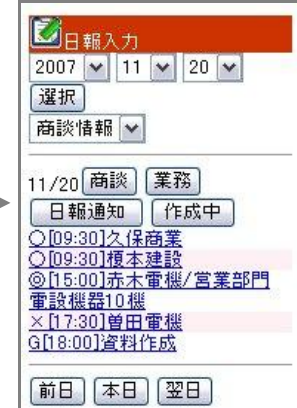 日報入力
2007 11 20
選択
商談情報
11/20 商談 業務
日報通知 作成中
○[09:30]久保商業
○[09:30]榎本建設
◎[15:00]赤木電機/営業部門
電設機器10機
×[17:30]曽田電機
G[18:00]資料作成
前日 本日 翌日